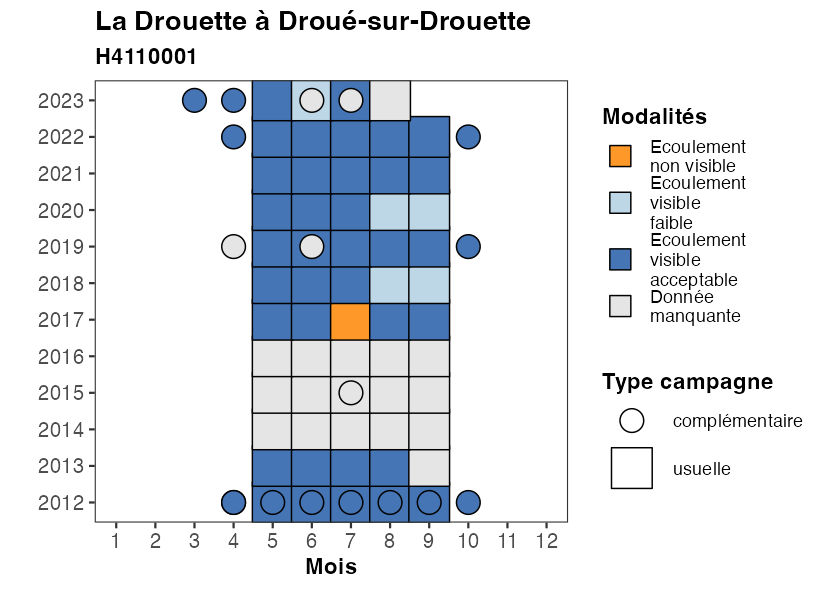 La Drouette à Droué-sur-Drouette
H4110001
2023
2022
2021
2020
2019
2018
2017
2016
2015
2014
2013
2012
1 2 3 4 5 6 7 8 9 10 11 12
Mois
Modalités
Ecoulement
non visible
Ecoulement
visible
faible
Ecoulement
visible
acceptable
Donnée
manquante
Type campagne
complémentaire
usuelle